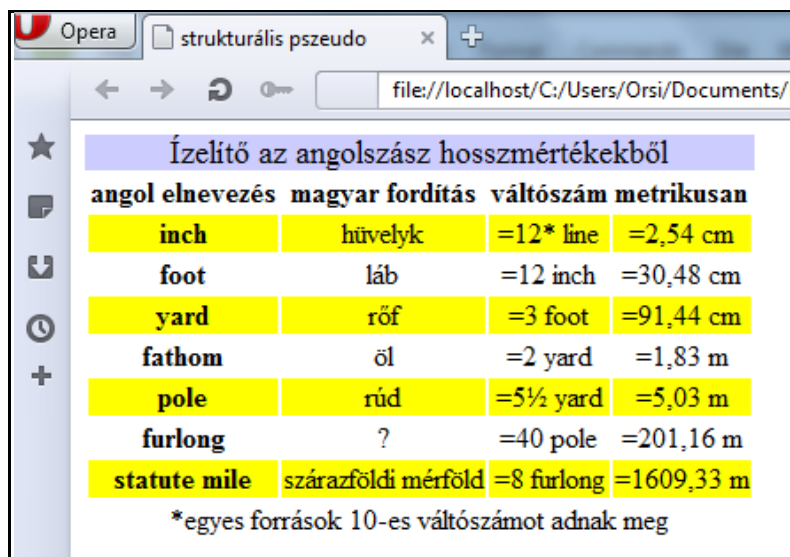 Opera strukturális pszeudo
file://localhost/C:/Users/Orsi/Documents/
Ízelítő az angolszász hosszmértékekből
angol elnevezés magyar fordítás váltószám metrikusan
inch hüvelyk =12* line =2,54 cm
foot láb =12 inch =30,48 cm
yard rőf =3 foot =91,44 cm
fathom öl =2 yard =1,83 m
pole rúd =5½ yard =5,03 m
furlong ? =40 pole =201,16 m
statute mile szárazföldi mérföld =8 furlong =1609,33 m
*egyes források 10-es váltószámot adnak meg